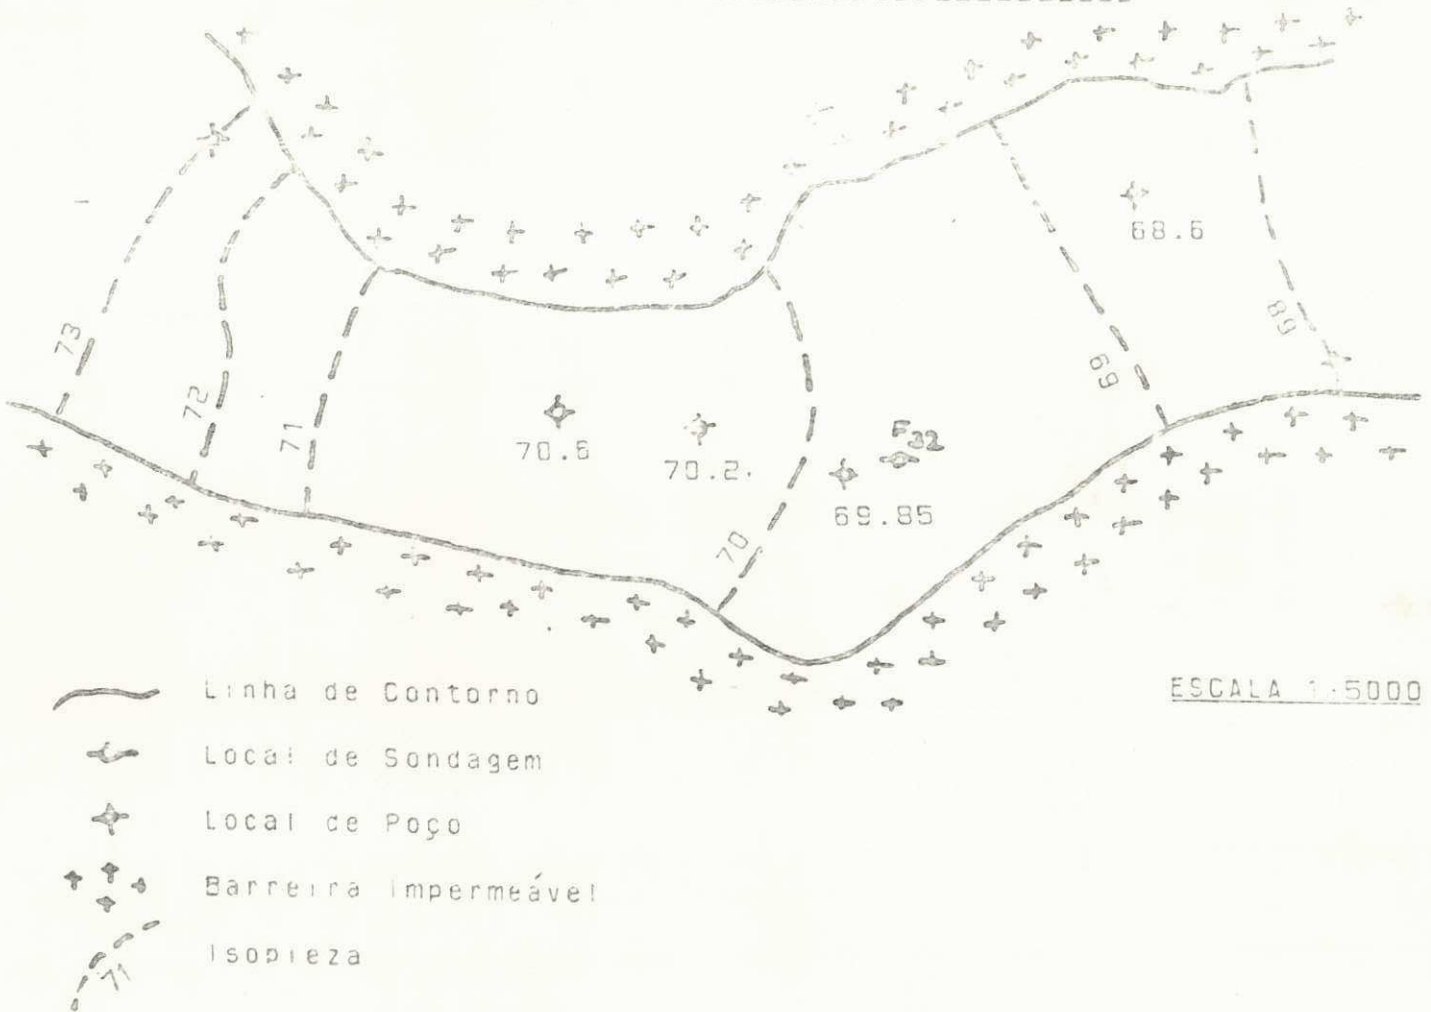 68.6
73
68
69
72
71
70.6
F32
70.2.
69.85
70
Linha de Contorno
ESCALA 1:5000
Local de Sondagem
Local de Poço
Barreira Impermeável
Isopieza
71